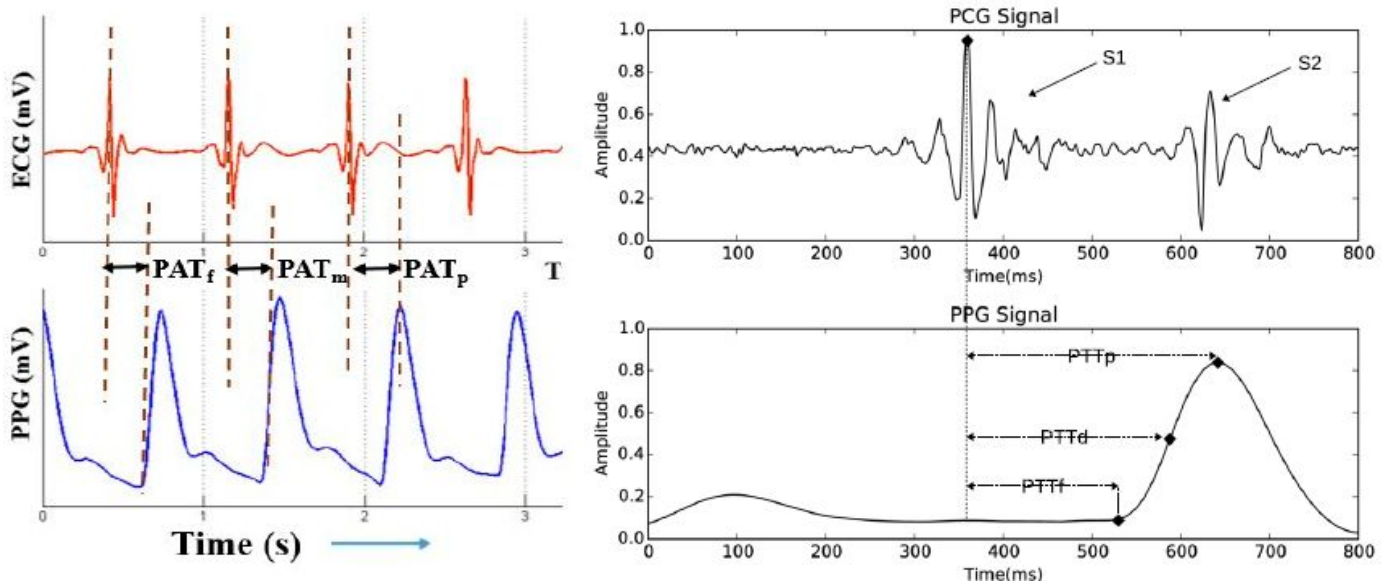 ECG (mV)
0
2
3
PAT_f
PAT_m
PAT_p
T
PPG (mV)
0
1
2
3
Time (s)
PCG Signal
Amplitude
1.0
0.8
0.6
0.4
0.2
0.0
S1
S2
0 100 200 300 400 500 600 700 800
Time(ms)
PPG Signal
Amplitude
1.0
0.8
0.6
0.4
0.2
0.0
PTTp
PTTd
PTTf
0 100 200 300 400 500 600 700 800
Time(ms)